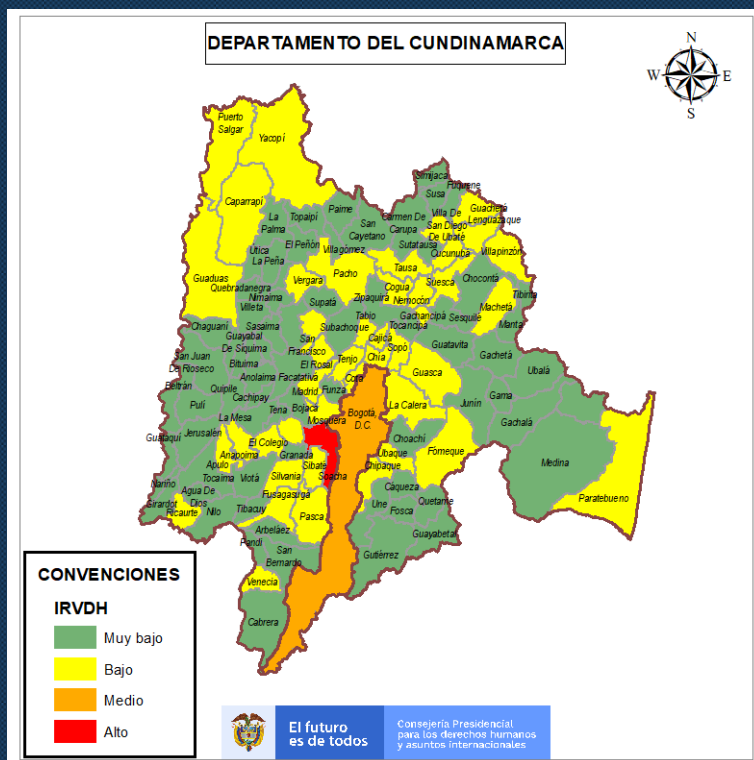 DEPARTAMENTO DEL CUNDINAMARCA
N
W E
S
Puerto
Salgar
Yacopí
Caparrapí
Guaduas
La
Palma
Topaipí
Paime
San
Cayetano
Carmen De
Carupa
Simijaca
Susa
Fúquene
Villa De
San Diego
De Ubaté
Guachetá
Lenguazaque
Sutatausa
Cucunubá
Villapinzón
Útica
La Peña
El Peñón
Villagómez
Pacho
Tausa
Quebradanegra
Nimaima
Villeta
Vergara
Supatá
Zipaquirá
Cogua
Nemocón
Suesca
Chocontá
Machetá
Tibirita
Manta
Sesquilé
Gachancipá
Tocancipá
Tabio
Subachoque
Chaguaní
Sasaima
Guayabal
De Síquima
San
Francisco
El Rosal
Tenjo
Cajicá
Chía
Sopó
Guatavita
Gachetá
Ubalá
San Juan
De Rioseco
Bituima
Anolaima
Facatativa
Cota
Guasca
Beltrán
Quipile
Cachipay
Madrid
Funza
Pulí
La Mesa
Tena
Bojacá
Mosquera
Bogotá,
D.C.
La Calera
Junín
Gama
Gachalá
Guataquí
Jerusalén
Anapoima
El Colegio
Granada
Sibaté
Soacha
Choachí
Ubaque
Chipaque
Fómeque
Medina
Paratebueno
Apulo
Nariño
Tocaima
Viotá
Silvania
Fusagasugá
Cáqueza
Une
Fosca
Quetame
Girardot
Agua De
Dios
Ricaurte
Nilo
Tibacuy
Pasca
Guayabetal
Arbeláez
Pandi
San
Bernardo
Gutiérrez
Venecia
Cabrera
CONVENCIONES
IRVDH
Muy bajo
Bajo
Medio
Alto
El futuro
es de todos
Consejería Presidencial
para los derechos humanos
y asuntos internacionales